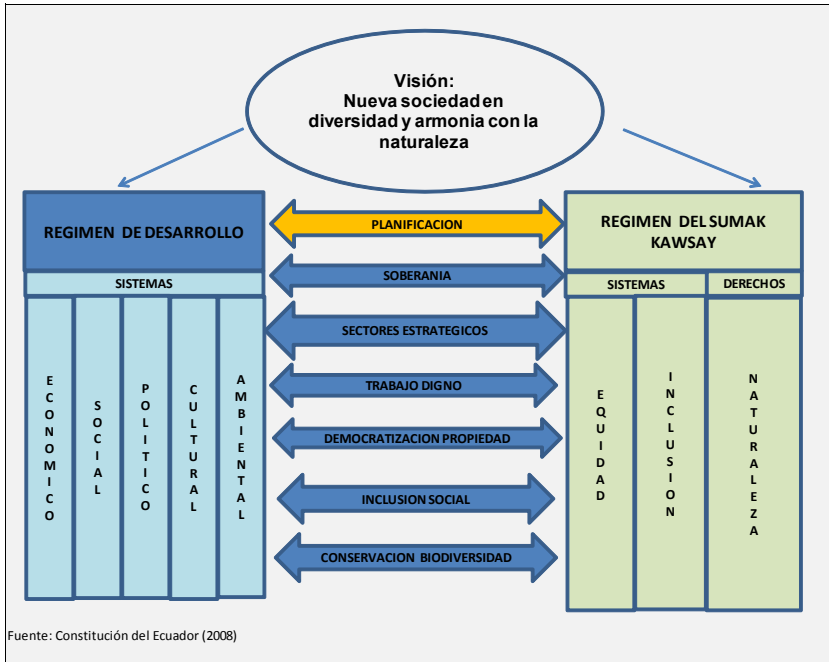 Visión:
Nueva sociedad en
diversidad y armonia con la
naturaleza
REGIMEN DE DESARROLLO
PLANIFICACION
REGIMEN DEL SUMAK
KAWSAY
SISTEMAS
SOBERANIA
SISTEMAS
DERECHOS
ECONOMICO
SOCIAL
POLITICO
CULTURAL
AMBIENTAL
SECTORES ESTRATEGICOS
TRABAJO DIGNO
DEMOCRATIZACION PROPIEDAD
INCLUSION SOCIAL
CONSERVACION BIODIVERSIDAD
EQUIDAD
INCLUSION
NATURALEZA
Fuente: Constitución del Ecuador (2008)